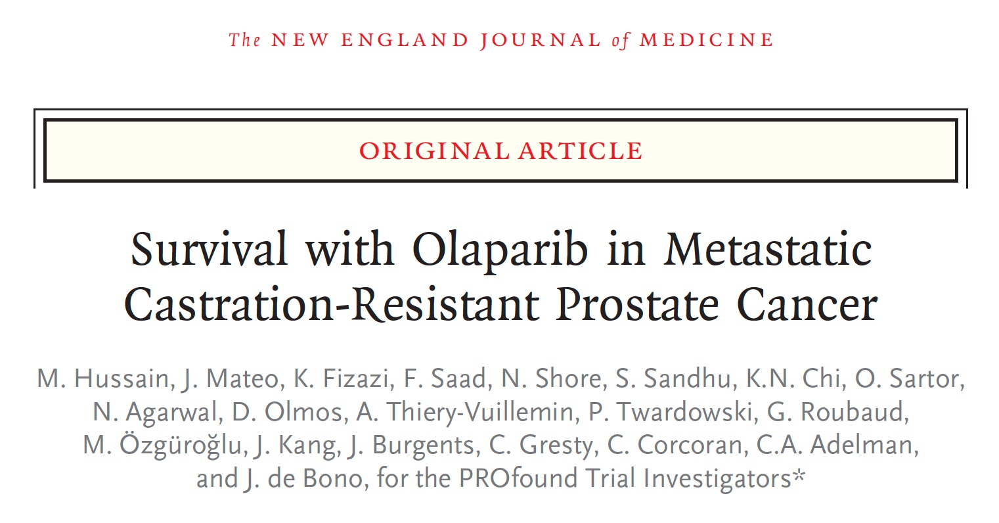 The NEW ENGLAND JOURNAL of MEDICINE
ORIGINAL ARTICLE
Survival with Olaparib in Metastatic
Castration-Resistant Prostate Cancer
M. Hussain, J. Mateo, K. Fizazi, F. Saad, N. Shore, S. Sandhu, K.N. Chi, O. Sartor,
N. Agarwal, D. Olmos, A. Thiery-Vuillemin, P. Twardowski, G. Roubaud,
M. Özgüroğlu, J. Kang, J. Burgents, C. Gresty, C. Corcoran, C.A. Adelman,
and J. de Bono, for the PROfound Trial Investigators*